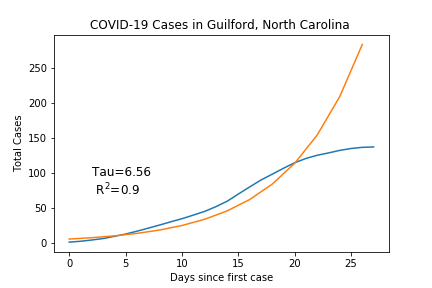 COVID-19 Cases in Guilford, North Carolina
Total Cases
250
200
150
100
50
0
Tau=6.56
R²=0.9
0 5 10 15 20 25
Days since first case